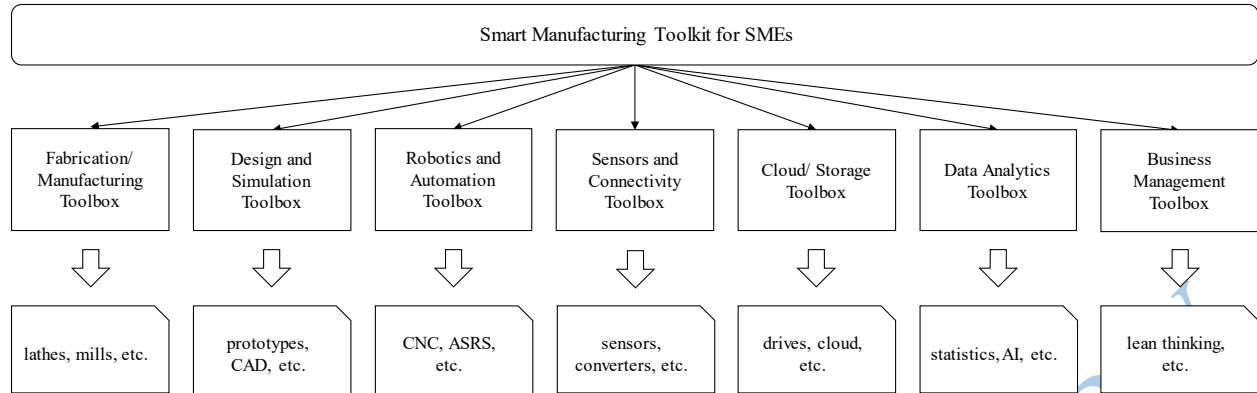 Smart Manufacturing Toolkit for SMEs
Fabrication/
Manufacturing
Toolbox
Design and
Simulation
Toolbox
Robotics and
Automation
Toolbox
Sensors and
Connectivity
Toolbox
Cloud/ Storage
Toolbox
Data Analytics
Toolbox
Business
Management
Toolbox
lathes, mills, etc.
prototypes,
CAD, etc.
CNC, ASRS,
etc.
sensors,
converters, etc.
drives, cloud,
etc.
statistics, AI, etc.
lean thinking,
etc.